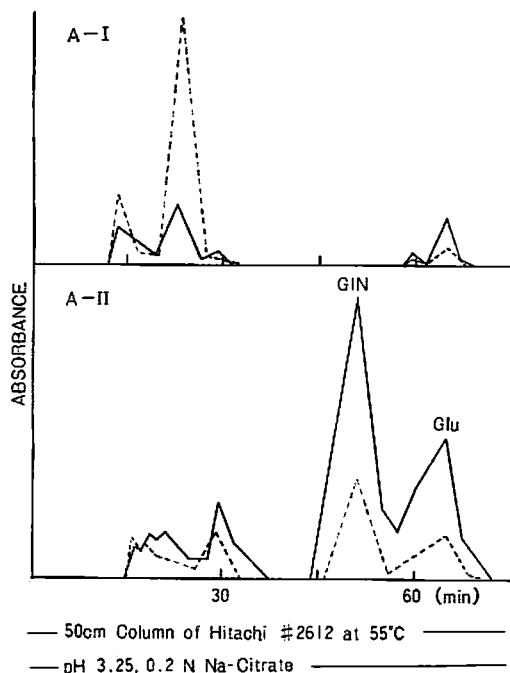 A-I
ABSORBANCE
A-II
GIN
Glu
30
60 (min)
50cm Column of Hitachi #2612 at 55°C
pH 3.25, 0.2 N Na-Citrate